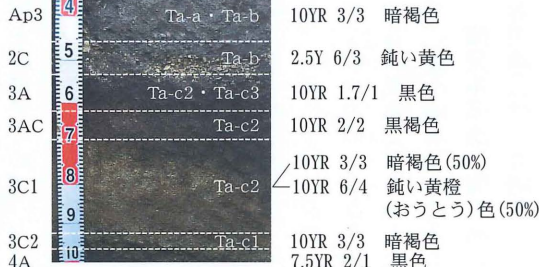 Ap3 4 Ta-a・Ta-b 10YR 3/3 暗褐色
2C 5 Ta-b 2.5Y 6/3 鈍い黄色
3A 6 Ta-c2・Ta-c3 10YR 1.7/1 黒色
3AC 7 Ta-c2 10YR 2/2 黒褐色
8 10YR 3/3 暗褐色(50%)
3C1 Ta-c2 10YR 6/4 鈍い黄橙
9 (おうとう)色(50%)
3C2 Ta-c1 10YR 3/3 暗褐色
4A 10 7.5YR 2/1 黒色